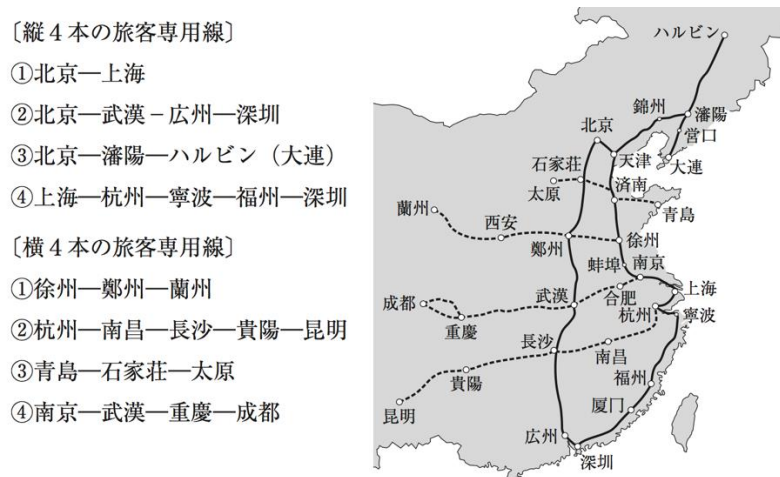 〔縦４本の旅客専用線〕
①北京―上海
②北京―武漢－広州―深圳
③北京―瀋陽―ハルビン（大連）
④上海―杭州―寧波―福州―深圳
〔横４本の旅客専用線〕
①徐州―鄭州―蘭州
②杭州―南昌―長沙―貴陽―昆明
③青島―石家荘―太原
④南京―武漢―重慶―成都
ハルビン
錦州
瀋陽
営口
北京
天津
大連
石家荘
太原
済南
青島
蘭州
西安
鄭州
徐州
蚌埠
南京
成都
重慶
武漢
合肥
上海
杭州
寧波
長沙
南昌
貴陽
福州
昆明
厦门
広州
深圳